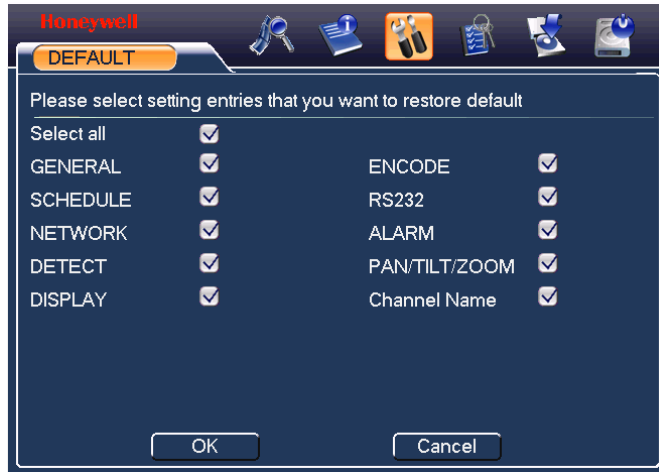 Honeywell
DEFAULT
Please select setting entries that you want to restore default
Select all
GENERAL ENCODE
SCHEDULE RS232
NETWORK ALARM
DETECT PAN/TILT/ZOOM
DISPLAY Channel Name
OK Cancel